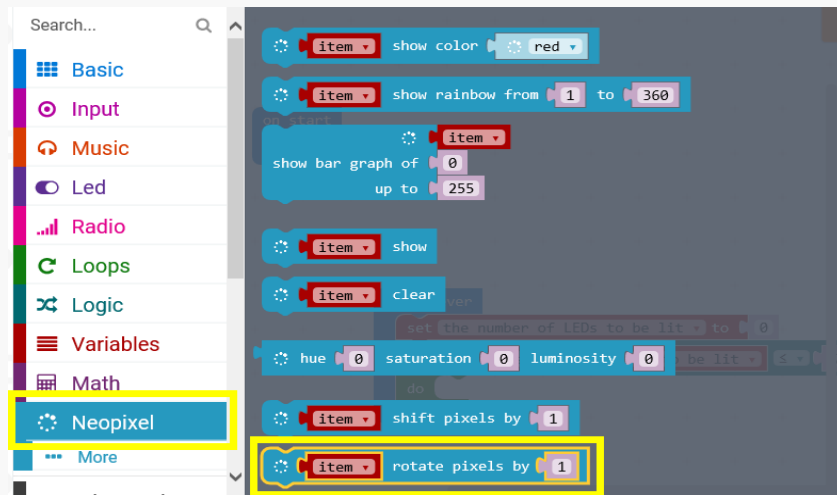 Search...
Basic
Input
Music
Led
Radio
Loops
Logic
Variables
Math
Neopixel
More
item show color red
item show rainbow from 1 to 360
on start
item
show bar graph of 0
up to 255
item show
item clear
ver
set the number of LEDs to be lit to 0
hue 0 saturation 0 luminosity 0
be lit ≤
do
item shift pixels by 1
item rotate pixels by 1